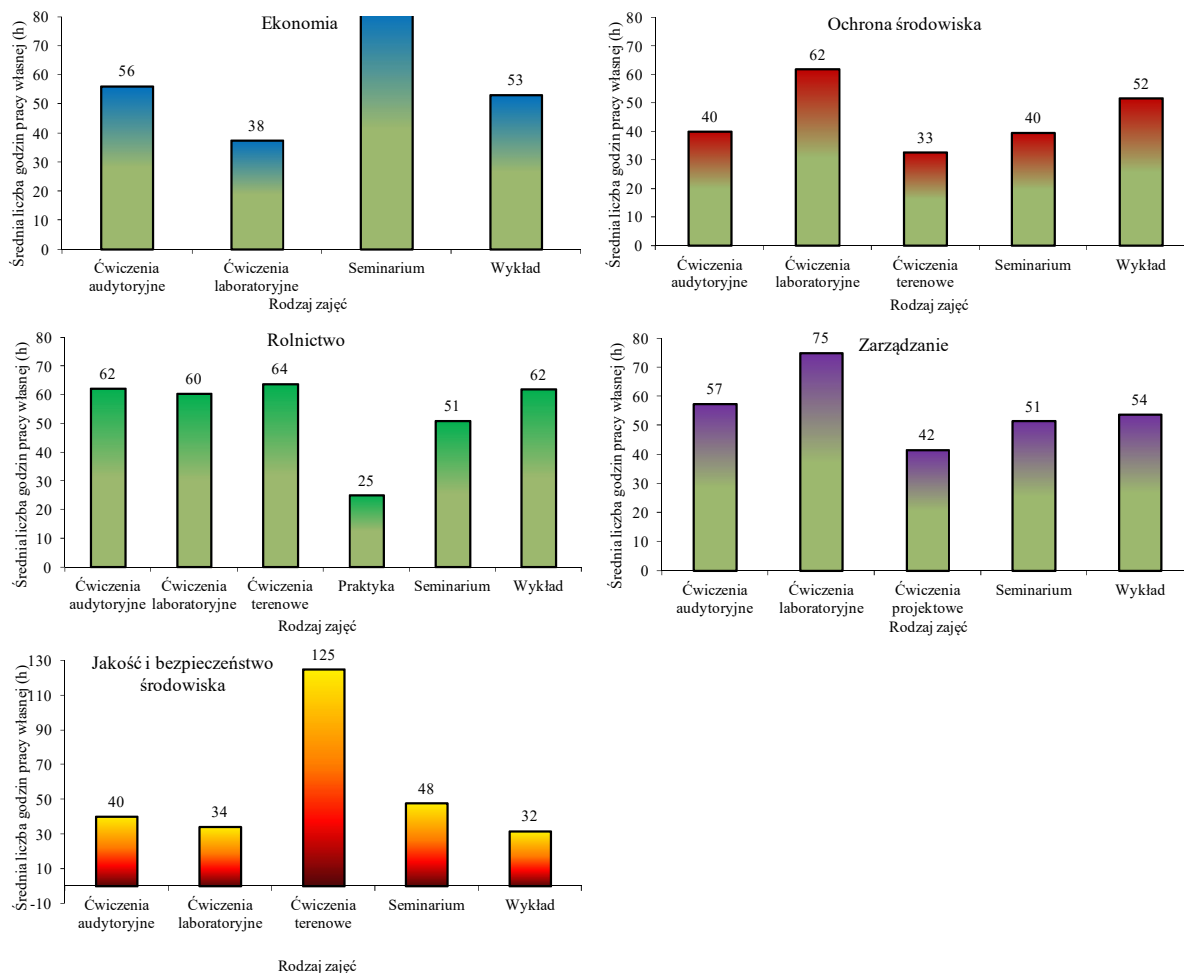 Ekonomia
Średnia liczba godzin pracy własnej (h)
80
70
60
50
40
30
20
10
0
56
38
53
Ćwiczenia audytoryjne
Ćwiczenia laboratoryjne
Seminarium
Wykład
Rodzaj zajęć
Ochrona środowiska
Średnia liczba godzin pracy własnej (h)
80
70
60
50
40
30
20
10
0
40
62
33
40
52
Ćwiczenia audytoryjne
Ćwiczenia laboratoryjne
Ćwiczenia terenowe
Seminarium
Wykład
Rodzaj zajęć
Rolnictwo
Średnia liczba godzin pracy własnej (h)
80
70
60
50
40
30
20
10
0
62
60
64
25
51
62
Ćwiczenia audytoryjne
Ćwiczenia laboratoryjne
Ćwiczenia terenowe
Praktyka
Seminarium
Wykład
Rodzaj zajęć
Zarządzanie
Średnia liczba godzin pracy własnej (h)
80
70
60
50
40
30
20
10
0
57
75
42
51
54
Ćwiczenia audytoryjne
Ćwiczenia laboratoryjne
Ćwiczenia projektowe
Seminarium
Wykład
Rodzaj zajęć
Jakość i bezpieczeństwo
środowiska
Średnia liczba godzin pracy własnej (h)
130
110
90
70
50
30
10
-10
40
34
125
48
32
Ćwiczenia audytoryjne
Ćwiczenia laboratoryjne
Ćwiczenia terenowe
Seminarium
Wykład
Rodzaj zajęć